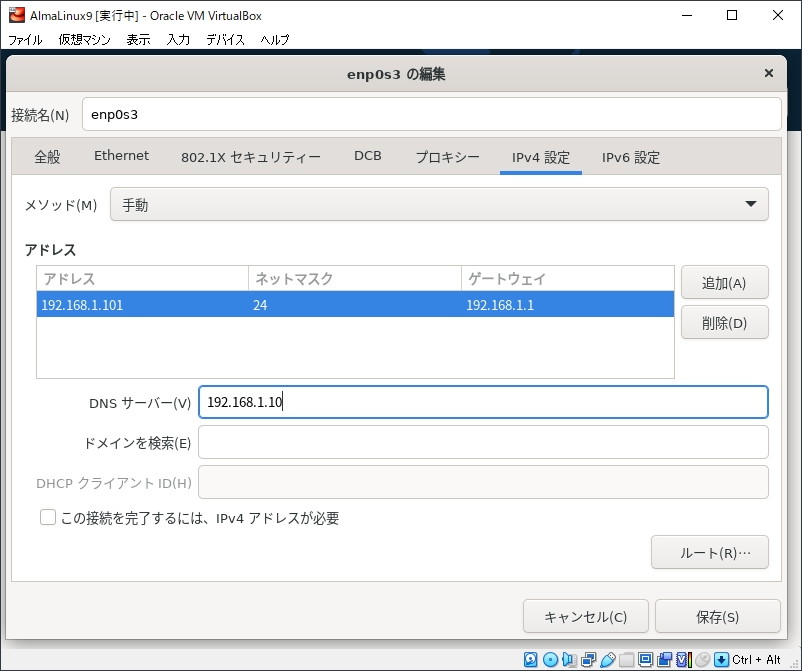 AlmaLinux9 [実行中] - Oracle VM VirtualBox
ファイル 仮想マシン 表示 入力 デバイス ヘルプ
enp0s3 の編集
接続名(N) enp0s3
全般 Ethernet 802.1X セキュリティー DCB プロキシー IPv4 設定 IPv6 設定
メソッド(M) 手動
アドレス
アドレス ネットマスク ゲートウェイ 追加(A)
192.168.1.101 24 192.168.1.1
削除(D)
DNS サーバー(V) 192.168.1.10
ドメインを検索(E)
DHCP クライアント ID(H)
この接続を完了するには、IPv4 アドレスが必要
ルート(R)…
キャンセル(C) 保存(S)
Ctrl + Alt